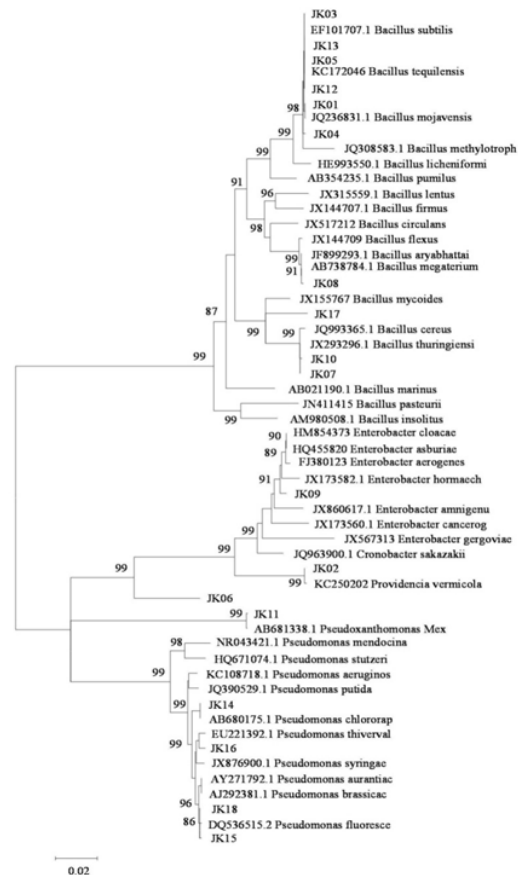 JK03
EF101707.1 Bacillus subtilis
JK13
JK05
KC172046 Bacillus tequilensis
JK12
JK01
98
JQ236831.1 Bacillus mojavensis
JK04
99
JQ308583.1 Bacillus methylotroph
99
HE993550.1 Bacillus licheniformi
AB354235.1 Bacillus pumilus
91
96
JX315559.1 Bacillus lentus
JX144707.1 Bacillus firmus
98
JX517212 Bacillus circulans
JX144709 Bacillus flexus
JF899293.1 Bacillus aryabhattai
99
AB738784.1 Bacillus megaterium
91
JK08
JX155767 Bacillus mycoides
87
JK17
99
99
JQ993365.1 Bacillus cereus
JX293296.1 Bacillus thuringiensi
99
JK10
JK07
AB021190.1 Bacillus marinus
JN411415 Bacillus pasteurii
99
AM980508.1 Bacillus insolitus
90
HM854373 Enterobacter cloacae
89
HQ455820 Enterobacter asburiae
FJ380123 Enterobacter aerogenes
91
JX173582.1 Enterobacter hormaech
JK09
JX860617.1 Enterobacter amnigenu
JX173560.1 Enterobacter cancerog
99
JX567313 Enterobacter gergoviae
JQ963900.1 Cronobacter sakazakii
99
JK02
99
KC250202 Providencia vermicola
JK06
99
JK11
AB681338.1 Pseudoxanthomonas Mex
98
NR043421.1 Pseudomonas mendocina
HQ671074.1 Pseudomonas stutzeri
99
KC108718.1 Pseudomonas aeruginos
JQ390529.1 Pseudomonas putida
99
JK14
AB680175.1 Pseudomonas chlororap
EU221392.1 Pseudomonas thiverval
99
JK16
JX876900.1 Pseudomonas syringae
AY271792.1 Pseudomonas aurantiac
AJ292381.1 Pseudomonas brassicac
96
JK18
86
DQ536515.2 Pseudomonas fluoresce
JK15
0.02